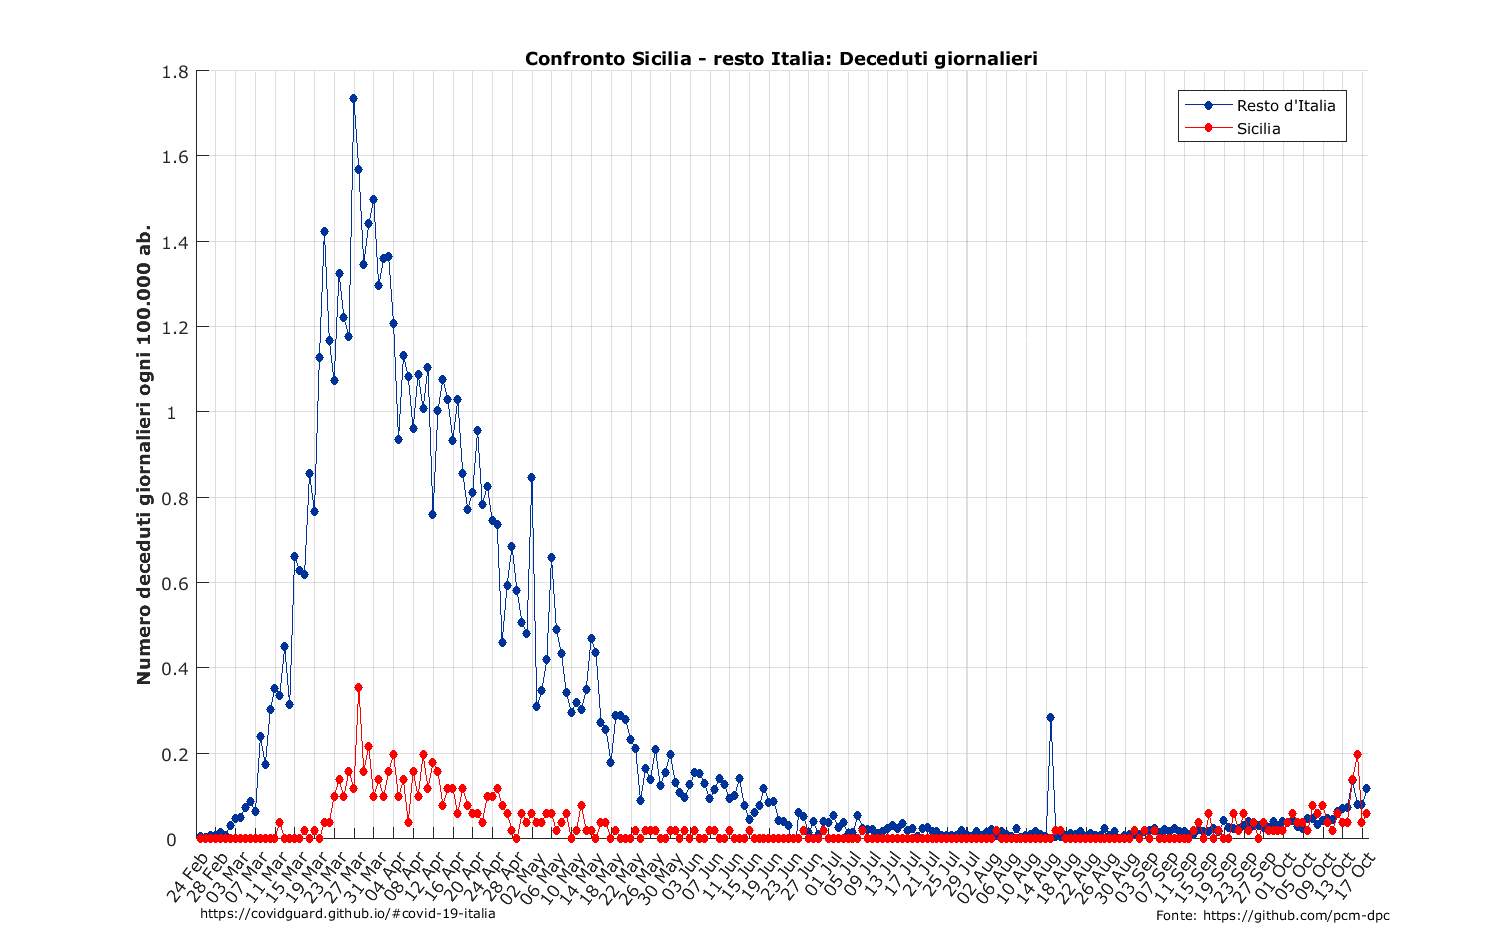 Confronto Sicilia - resto Italia: Deceduti giornalieri
Numero deceduti giornalieri ogni 100.000 ab.
1.8
1.6
1.4
1.2
1
0.8
0.6
0.4
0.2
0
Resto d'Italia
Sicilia
24 Feb
28 Feb
03 Mar
07 Mar
11 Mar
15 Mar
19 Mar
23 Mar
27 Mar
31 Mar
04 Apr
08 Apr
12 Apr
16 Apr
20 Apr
24 Apr
28 Apr
02 May
06 May
10 May
14 May
18 May
22 May
26 May
30 May
03 Jun
07 Jun
11 Jun
15 Jun
19 Jun
23 Jun
27 Jun
01 Jul
05 Jul
09 Jul
13 Jul
17 Jul
21 Jul
25 Jul
29 Jul
02 Aug
06 Aug
10 Aug
14 Aug
18 Aug
22 Aug
26 Aug
30 Aug
03 Sep
07 Sep
11 Sep
15 Sep
19 Sep
23 Sep
27 Sep
01 Oct
05 Oct
09 Oct
13 Oct
17 Oct
https://covidguard.github.io/#covid-19-italia
Fonte: https://github.com/pcm-dpc